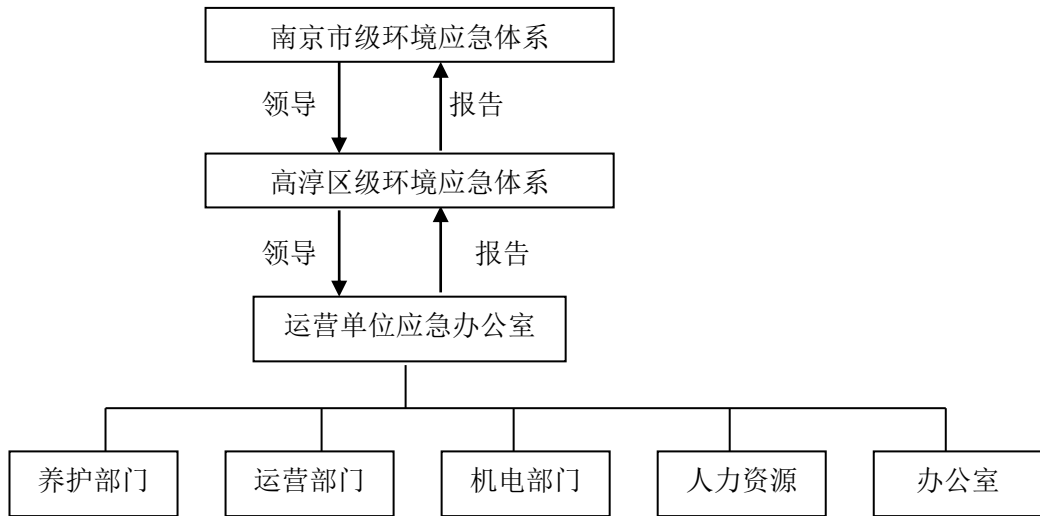 南京市级环境应急体系
领导
报告
高淳区级环境应急体系
领导
报告
运营单位应急办公室
养护部门
运营部门
机电部门
人力资源
办公室